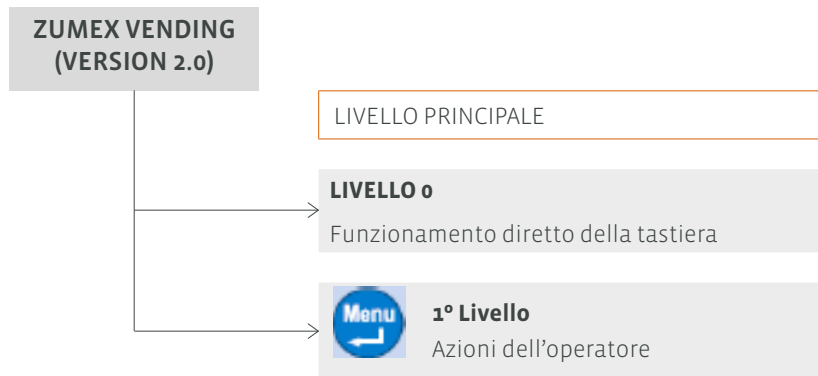 ZUMEX VENDING
(VERSION 2.0)
LIVELLO PRINCIPALE
LIVELLO 0
Funzionamento diretto della tastiera
Menu
1º Livello
Azioni dell’operatore